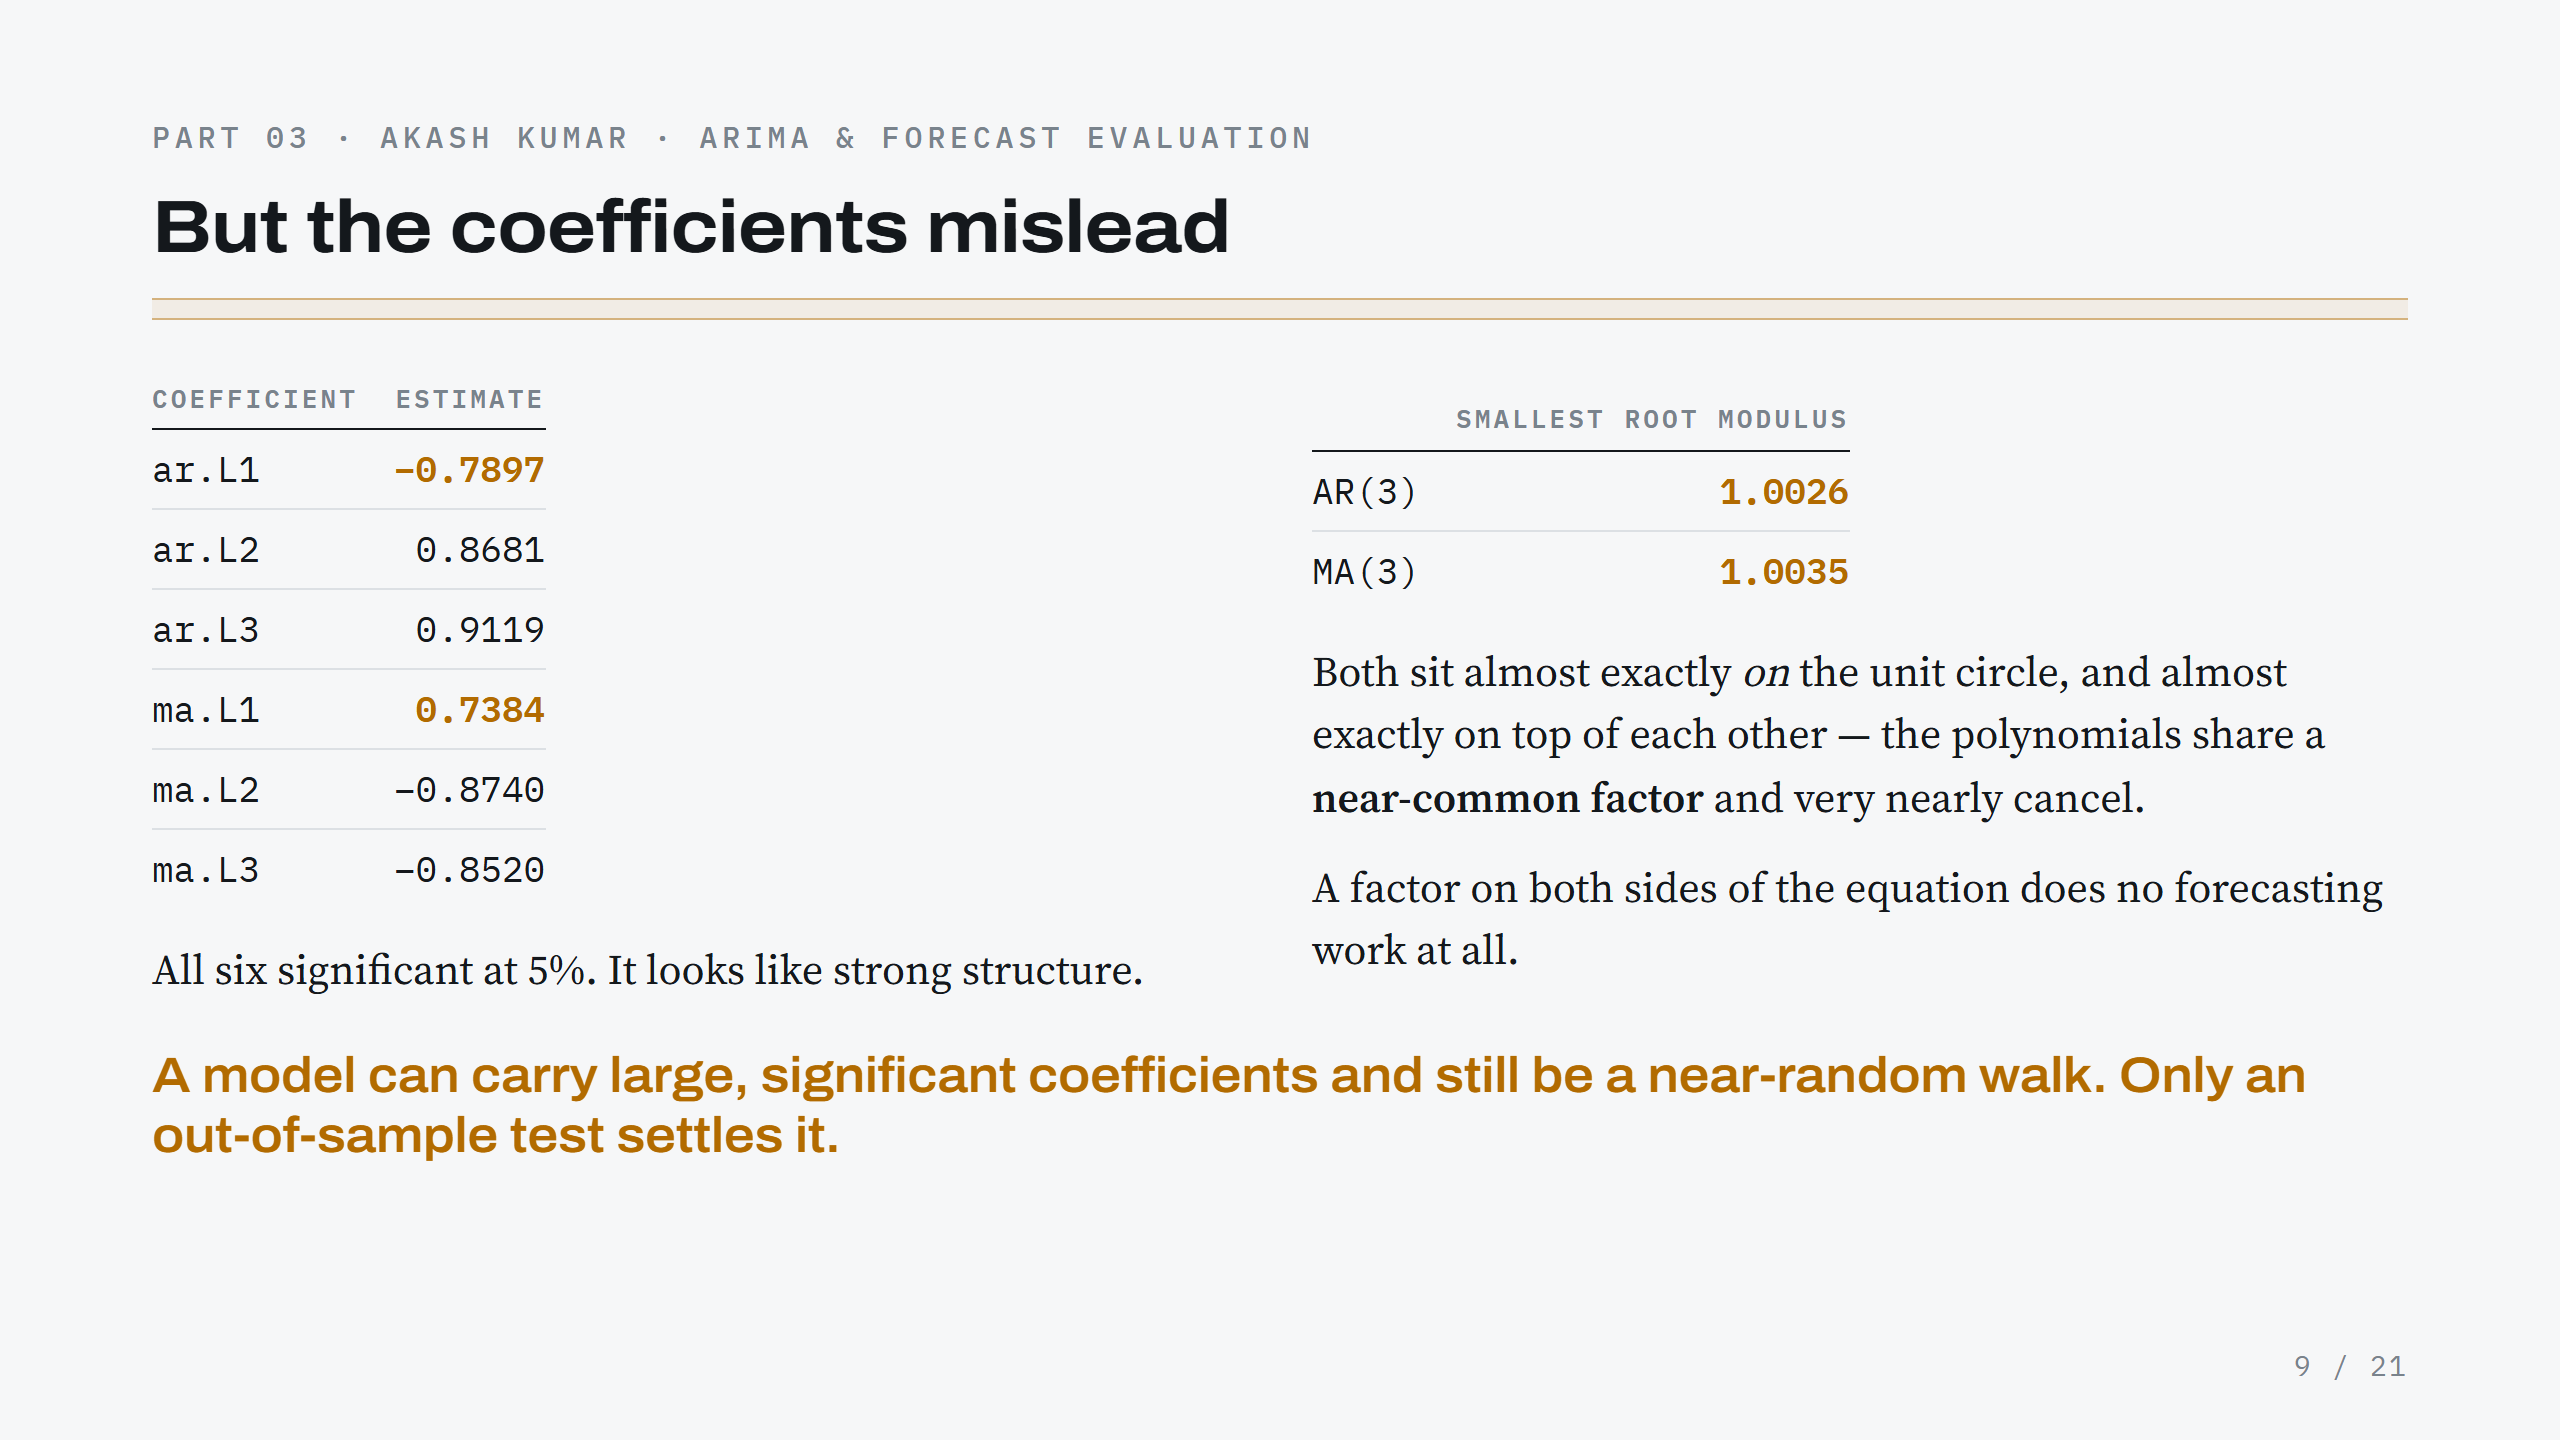 PART 03 · AKASH KUMAR · ARIMA & FORECAST EVALUATION
But the coefficients mislead
COEFFICIENT ESTIMATE
ar.L1 −0.7897
ar.L2 0.8681
ar.L3 0.9119
ma.L1 0.7384
ma.L2 −0.8740
ma.L3 −0.8520
All six significant at 5%. It looks like strong structure.
SMALLEST ROOT MODULUS
AR(3) 1.0026
MA(3) 1.0035
Both sit almost exactly on the unit circle, and almost
exactly on top of each other — the polynomials share a
near-common factor and very nearly cancel.
A factor on both sides of the equation does no forecasting
work at all.
A model can carry large, significant coefficients and still be a near-random walk. Only an
out-of-sample test settles it.
9 / 21